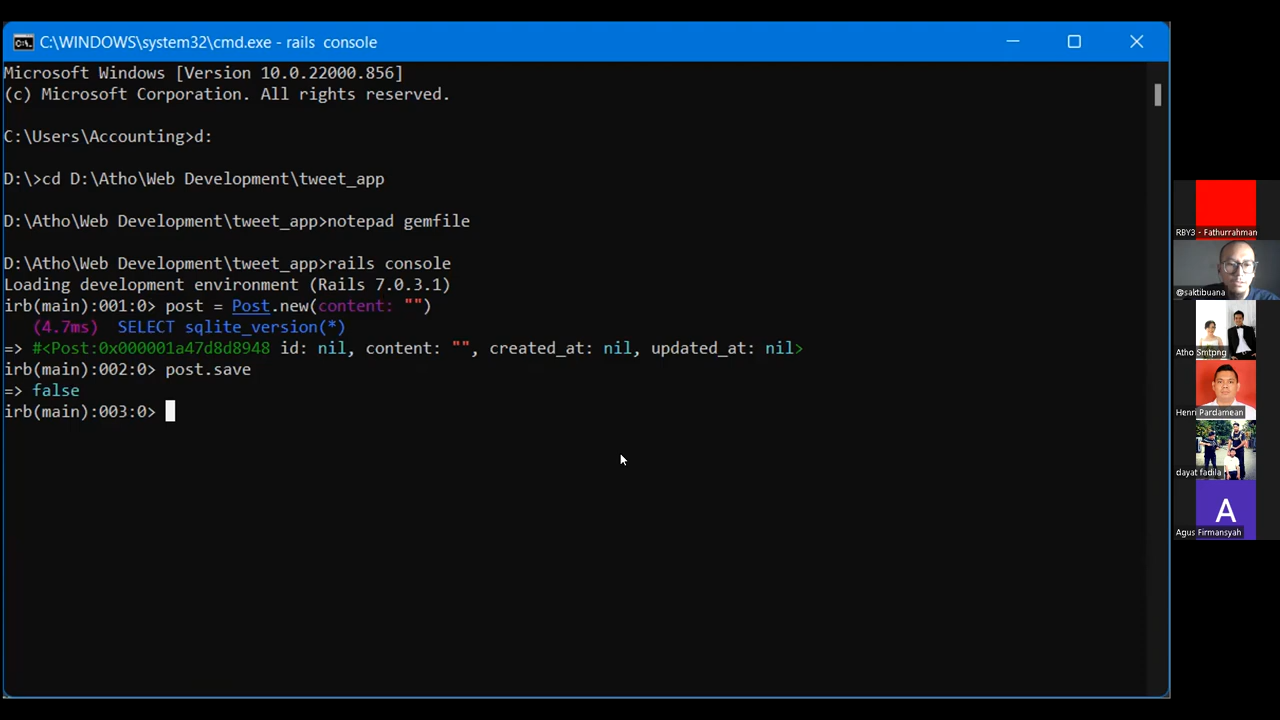 C:\WINDOWS\system32\cmd.exe - rails  console
Microsoft Windows [Version 10.0.22000.856]
(c) Microsoft Corporation. All rights reserved.
C:\Users\Accounting>d:
D:\>cd D:\Atho\Web Development\tweet_app
D:\Atho\Web Development\tweet_app>notepad gemfile
D:\Atho\Web Development\tweet_app>rails console
Loading development environment (Rails 7.0.3.1)
irb(main):001:0> post = Post.new(content: "")
   (4.7ms)  SELECT sqlite_version(*)
=> #<Post:0x000001a47d8d8948 id: nil, content: "", created_at: nil, updated_at: nil>
irb(main):002:0> post.save
=> false
irb(main):003:0>
RBY3 - Fathurrahman
@saktibuana
Atho Smtpng
Henri Pardamean
dayat fadila
A
Agus Firmansyah